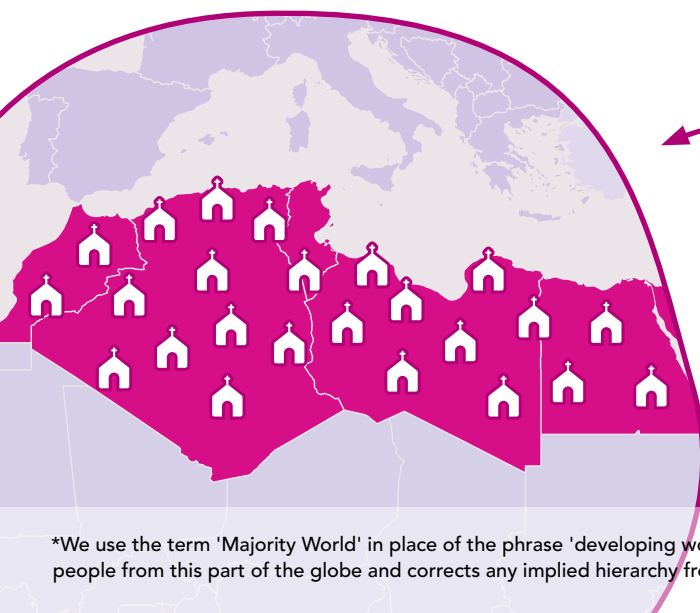 *We use the term 'Majority World' in place of the phrase 'developing
people from this part of the globe and corrects any implied hierarchy